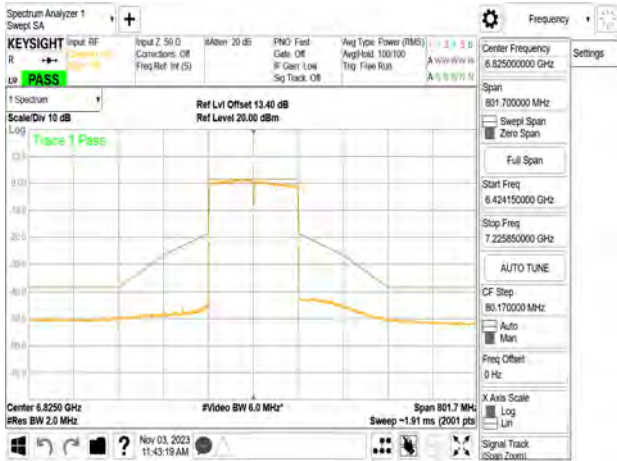 Spectrum Analyzer 1
Swept SA
Frequency
KEYSIGHT
Input: RF
R
LR
PASS
Input Z: 50 Ω
Corrections: Off
Freq Ref: Int (S)
#Atten: 20 dB
PNO: Fast
Gate: Off
IF Gain: Low
Sig Track: Off
Avg Type: Power (RMS)
Avg|Hold: 100/100
Trig: Free Run
1 Spectrum
Scale/Div 10 dB
Ref Lvl Offset 13.40 dB
Ref Level 20.00 dBm
Log
Trace 1 Pass
Center 6.8250 GHz
#Res BW 2.0 MHz
#Video BW 6.0 MHz*
Span 801.7 MHz
Sweep ~1.91 ms (2001 pts)
Nov 03, 2023
11:43:19 AM
Center Frequency
6.825000000 GHz
Settings
Span
801.700000 MHz
Swept Span
Zero Span
Full Span
Start Freq
6.424150000 GHz
Stop Freq
7.225850000 GHz
AUTO TUNE
CF Step
80.170000 MHz
Auto
Man
Freq Offset
0 Hz
X Axis Scale
Log
Lin
Signal Track
(Span Zoom)